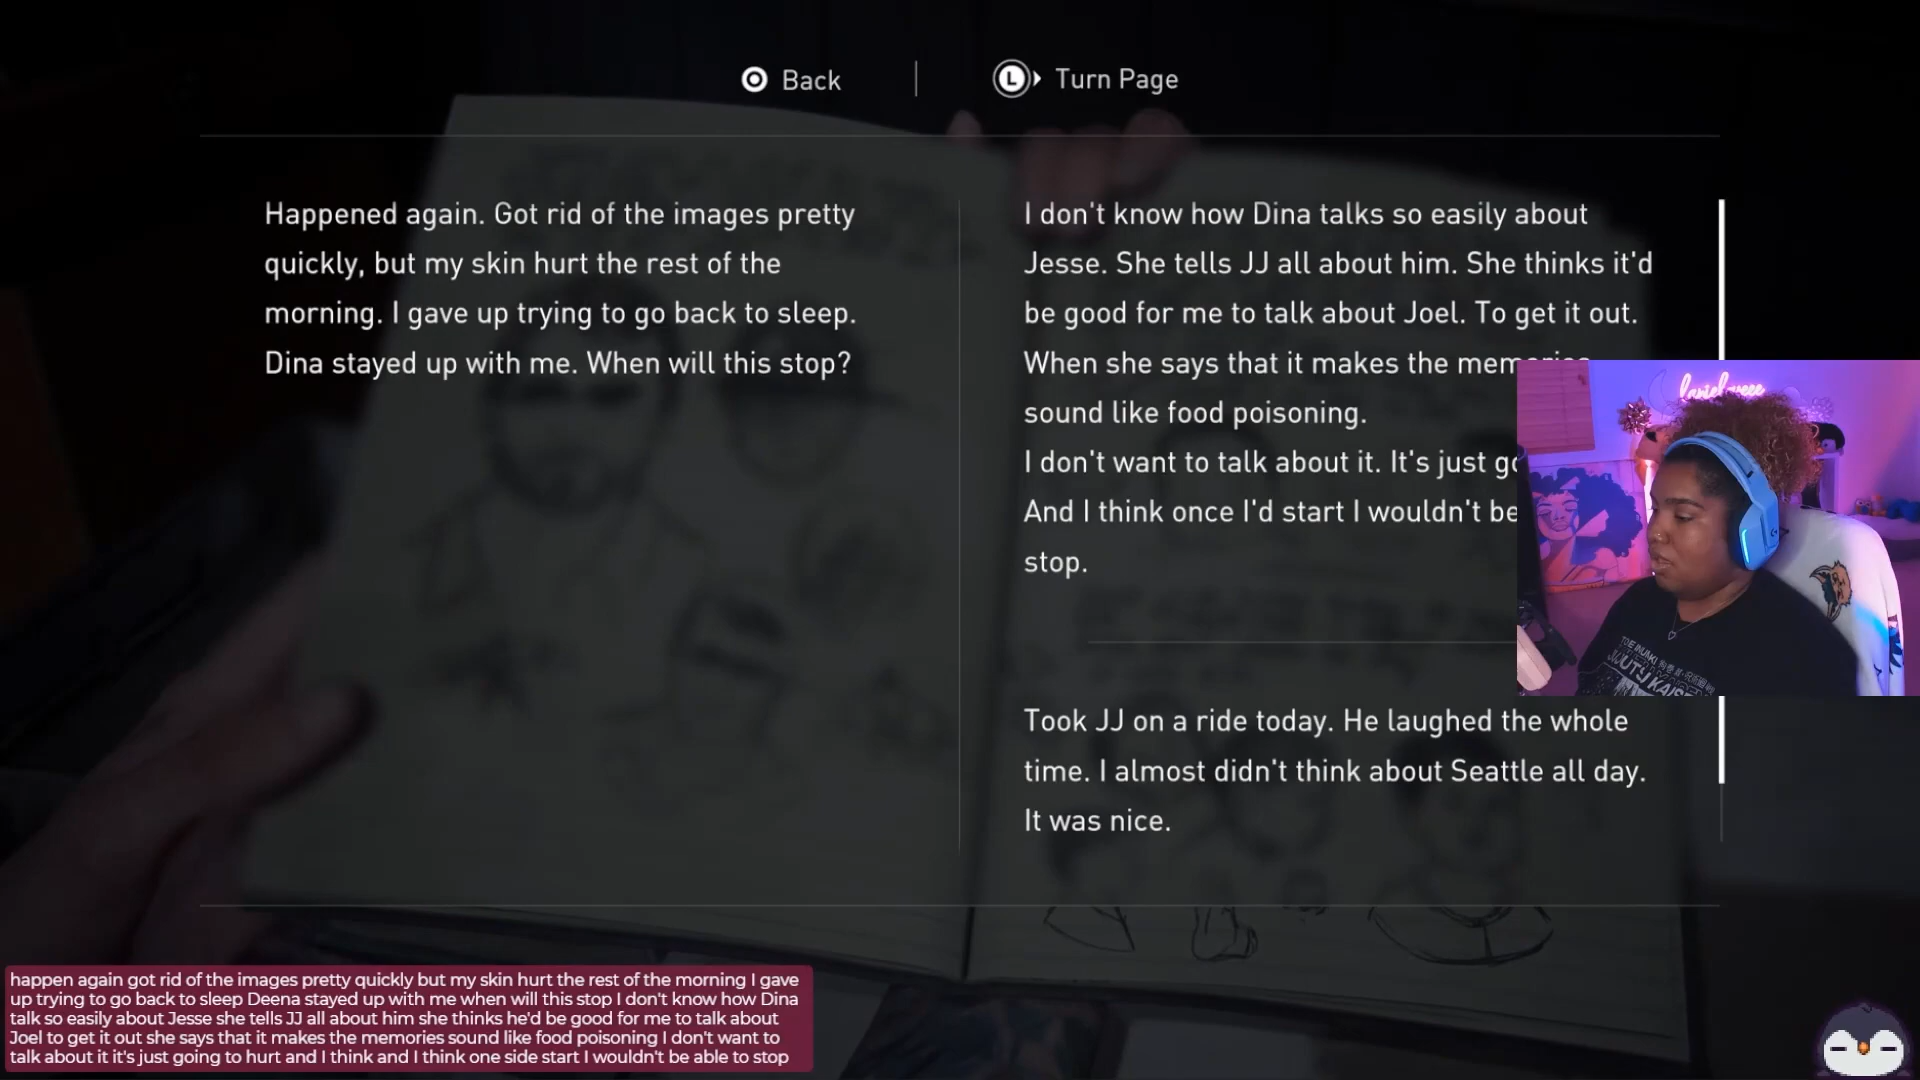 Back
L
Turn Page
Happened again. Got rid of the images pretty
quickly, but my skin hurt the rest of the
morning. I gave up trying to go back to sleep.
Dina stayed up with me. When will this stop?
I don't know how Dina talks so easily about
Jesse. She tells JJ all about him. She thinks it'd
be good for me to talk about Joel. To get it out.
When she says that it makes the memories
sound like food poisoning.
I don't want to talk about it. It's just
And I think once I'd start I wouldn't be
stop.
Took JJ on a ride today. He laughed the whole
time. I almost didn't think about Seattle all day.
It was nice.
happen again got rid of the images pretty quickly but my skin hurt the rest of the morning I gave
up trying to go back to sleep Deena stayed up with me when will this stop I don't know how Dina
talk so easily about Jesse she tells JJ all about him she thinks he'd be good for me to talk about
Joel to get it out she says that it makes the memories sound like food poisoning I don't want to
talk about it it's just going to hurt and I think and I think one side start I wouldn't be able to stop